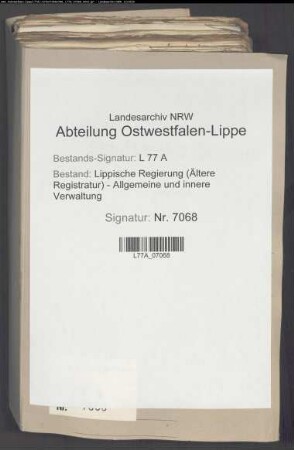 Landesarchiv NRW
Abteilung Ostwestfalen-Lippe
Bestands-Signatur: L 77 A
Bestand: Lippische Regierung (Ältere
Registratur) - Allgemeine und innere
Verwaltung
Signatur: Nr. 7068
L77A_07068
Nr.